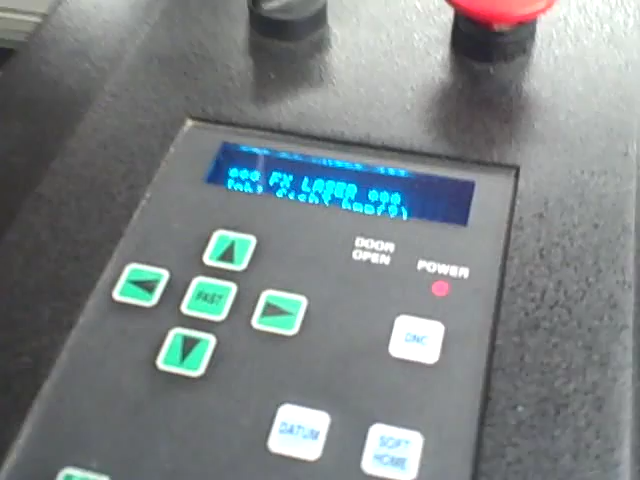 *** FX LASER ***
DOOR
OPEN
POWER
FAST
DNC
DATUM
SOFT
HOME